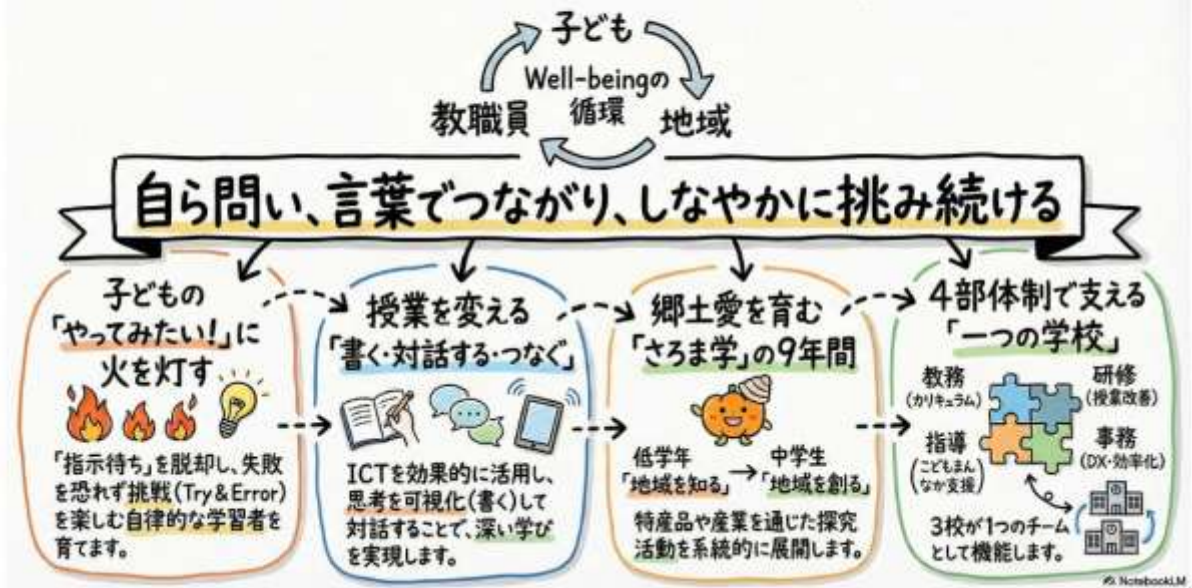 子ども
Well-beingの
循環
教職員
地域
自ら問い、言葉でつながり、しなやかに挑み続ける
子どもの
「やってみたい!」に
火を灯す
「指示待ち」を脱却し、失敗
を恐れず挑戦(Try&Error)
を楽しむ自律的な学習者を
育てます。
授業を変える
「書く・対話する・つなぐ」
ICTを効果的に活用し、
思考を可視化(書く)して
対話することで、深い学び
を実現します。
郷土愛を育む
「さろま学」の9年間
低学年
「地域を知る」
中学生
「地域を創る」
特産品や産業を通じた探究
活動を系統的に展開します。
4部体制で支える
「一つの学校」
教務
(カリキュラム)
研修
(授業改善)
指導
(こどもまん
なか支援)
事務
(DX・効率化)
3校が1つのチーム
として機能します。
NotebookLM